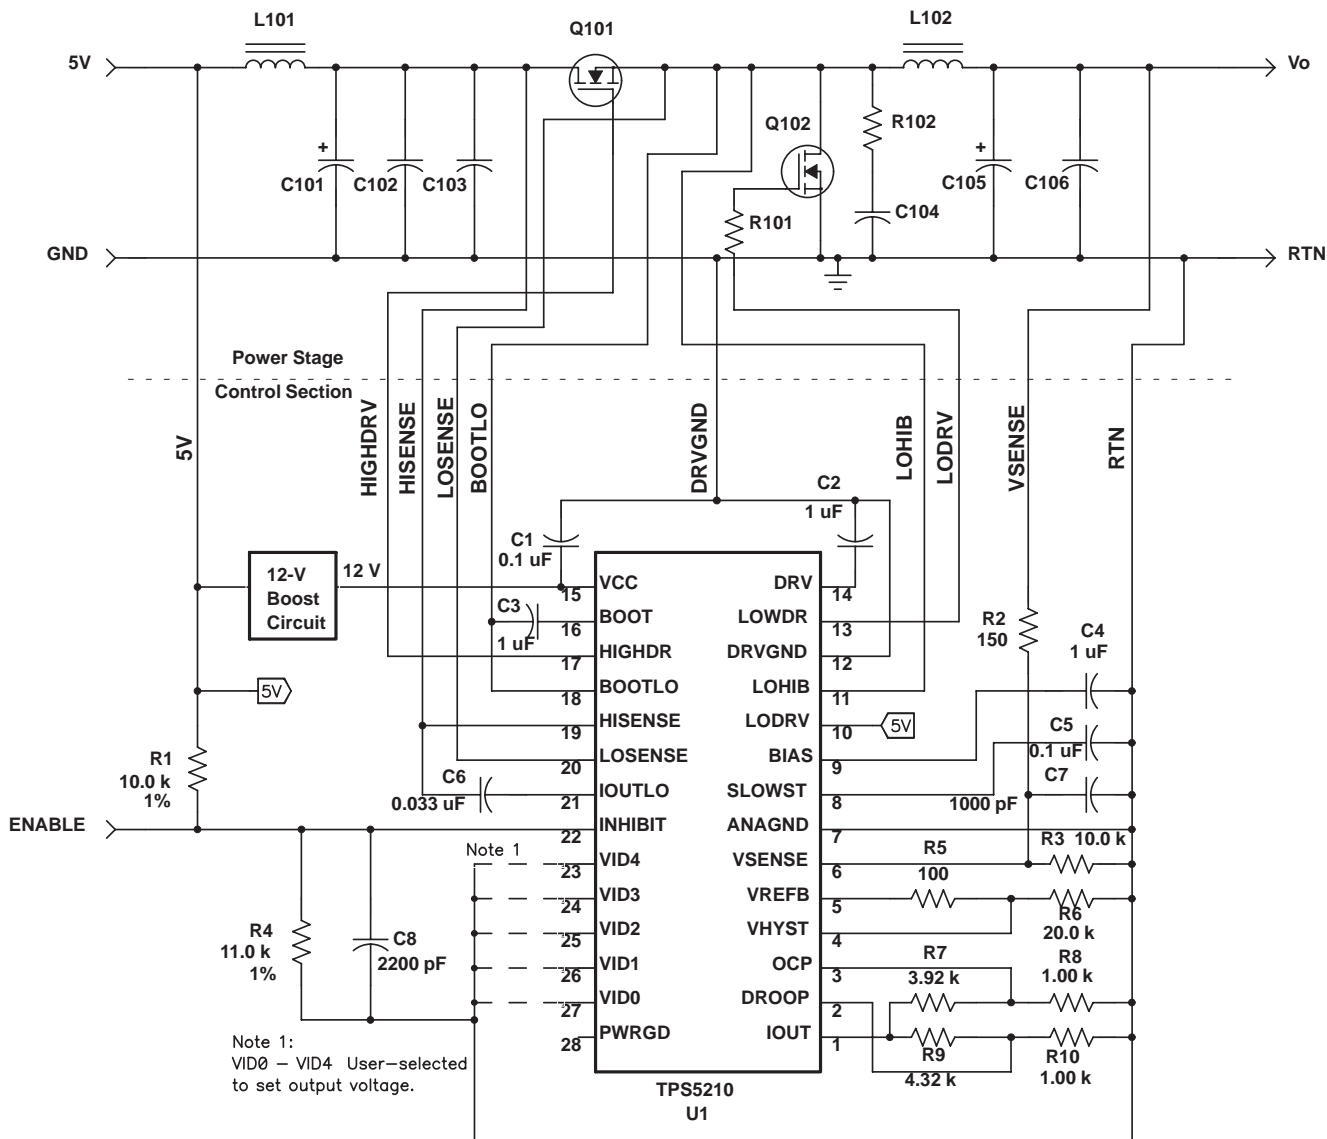 L101
Q101
L102
5V
Vo
Q102
R102
+
C101
C102
C103
+
C105
C106
R101
C104
GND
RTN
Power Stage
Control Section
5V
HIGHDRV
HISENSE
LOSENSE
BOOTLO
DRVGND
LOHIB
LODRV
VSENSE
RTN
C2
1 uF
C1
0.1 uF
12-V
Boost
Circuit
12 V
VCC
15
DRV
14
C3
1 uF
BOOT
16
LOWDR
13
R2
150
C4
1 uF
HIGHDR
17
DRVGND
12
5V
BOOTLO
18
LOHIB
11
HISENSE
19
LODRV
10
5V
C5
0.1 uF
R1
10.0 k
1%
LOSENSE
20
BIAS
9
C6
0.033 uF
IOUTLO
21
SLOWST
8
1000 pF
C7
ENABLE
INHIBIT
22
ANAGND
7
R3
10.0 k
Note 1
VID4
23
VSENSE
6
R5
100
VID3
24
VREFB
5
R6
20.0 k
R4
11.0 k
1%
C8
2200 pF
VID2
25
VHYST
4
VID1
26
OCP
3
R7
3.92 k
R8
1.00 k
VID0
27
DROOP
2
PWRGD
28
IOUT
1
R9
4.32 k
R10
1.00 k
Note 1:
VID0 – VID4 User-selected
to set output voltage.
TPS5210
U1